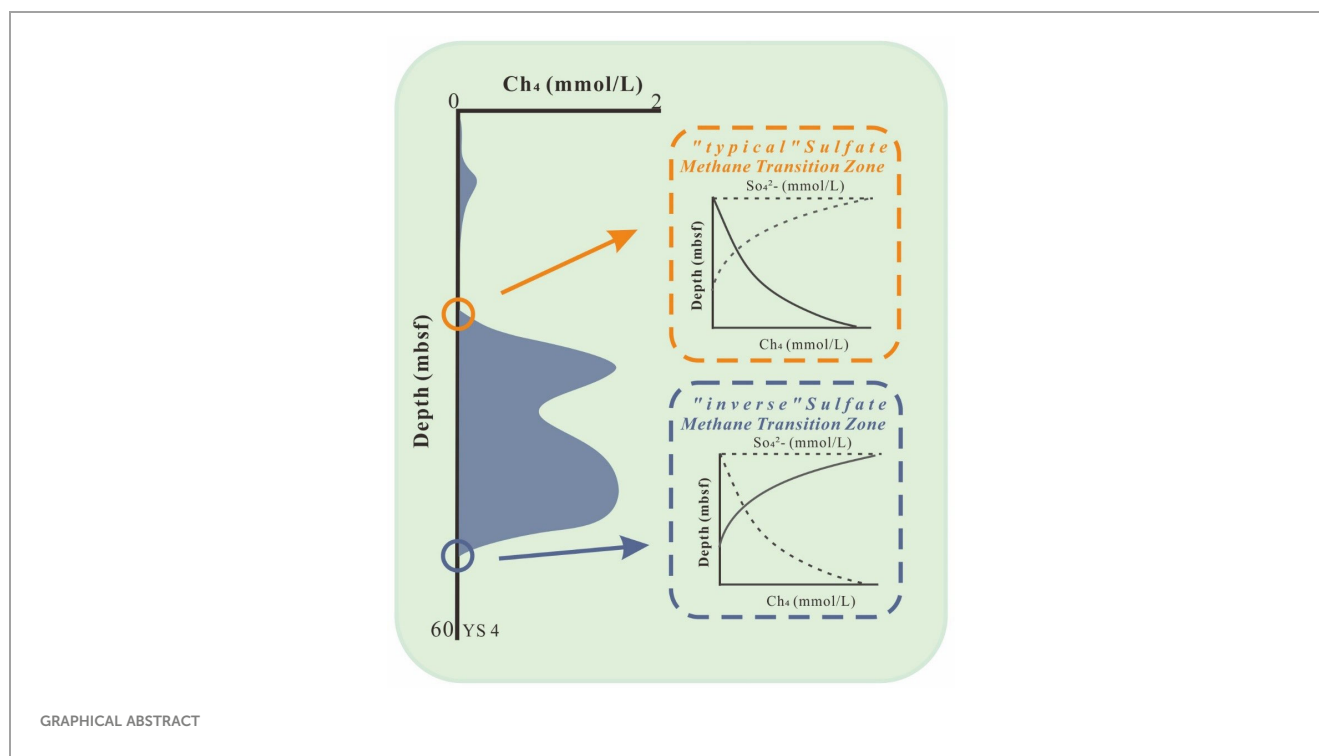 Ch₄ (mmol/L)
0
2
Depth (mbsf)
60
YS 4
"typical" Sulfate
Methane Transition Zone
So₄²- (mmol/L)
Depth (mbsf)
Ch₄ (mmol/L)
"inverse" Sulfate
Methane Transition Zone
So₄²- (mmol/L)
Depth (mbsf)
Ch₄ (mmol/L)
GRAPHICAL ABSTRACT